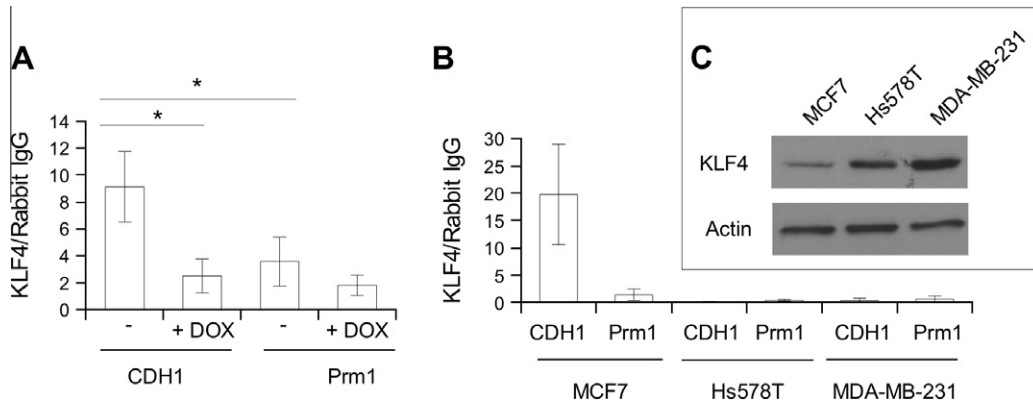 A
*
*
KLF4/Rabbit IgG
14
12
10
8
6
4
2
0
- + DOX - + DOX
CDH1 Prm1
B
KLF4/Rabbit IgG
30
25
20
15
10
5
0
CDH1 Prm1 CDH1 Prm1 CDH1 Prm1
MCF7 Hs578T MDA-MB-231
C
MCF7
Hs578T
MDA-MB-231
KLF4
Actin